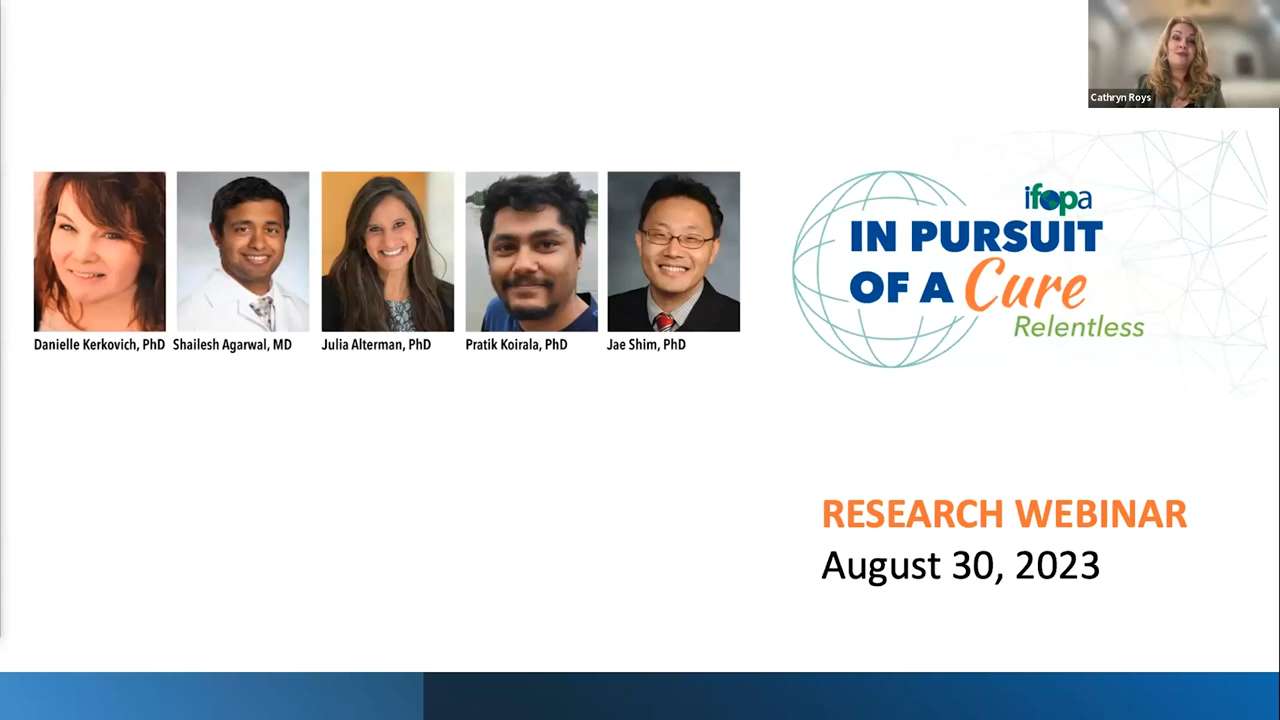 Cathryn Roys
Danielle Kerkovich, PhD
Shailesh Agarwal, MD
Julia Alterman, PhD
Pratik Koirala, PhD
Jae Shim, PhD
ifopa
IN PURSUIT
OF A Cure
Relentless
RESEARCH WEBINAR
August 30, 2023